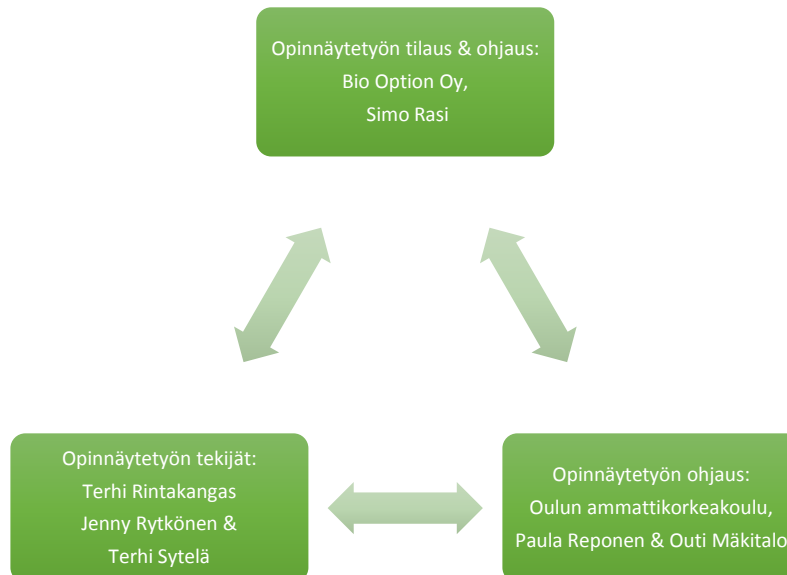 Opinnäytetyön tilaus & ohjaus:
Bio Option Oy,
Simo Rasi
Opinnäytetyön tekijät:
Terhi Rintakangas
Jenny Rytkönen &
Terhi Sytelä
Opinnäytetyön ohjaus:
Oulun ammattikorkeakoulu,
Paula Reponen & Outi Mäkitalo